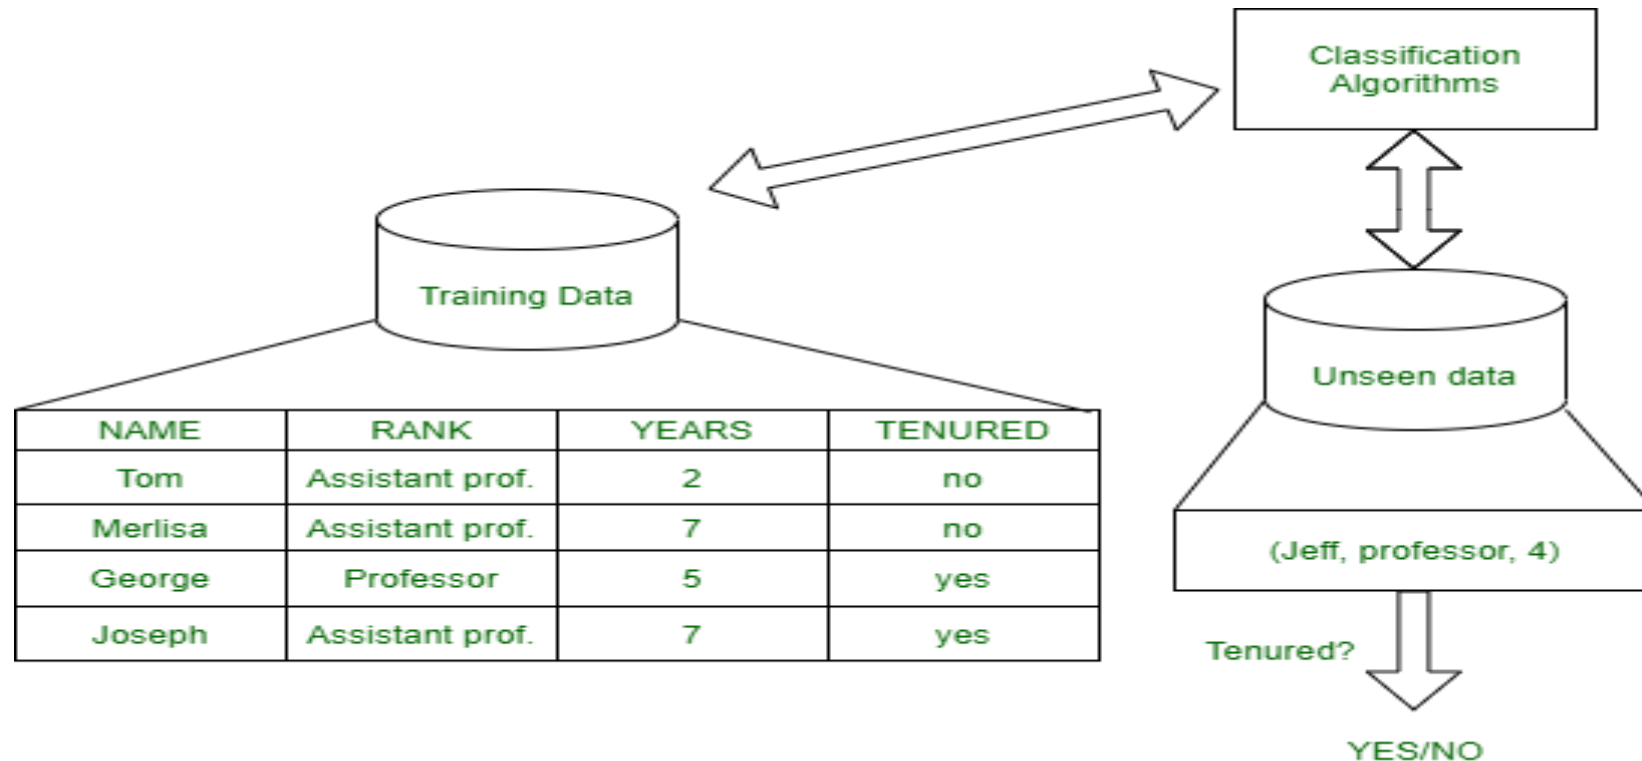 Classification
Algorithms
Training Data
NAME RANK YEARS TENURED
Tom Assistant prof. 2 no
Merlisa Assistant prof. 7 no
George Professor 5 yes
Joseph Assistant prof. 7 yes
Unseen data
(Jeff, professor, 4)
Tenured?
YES/NO